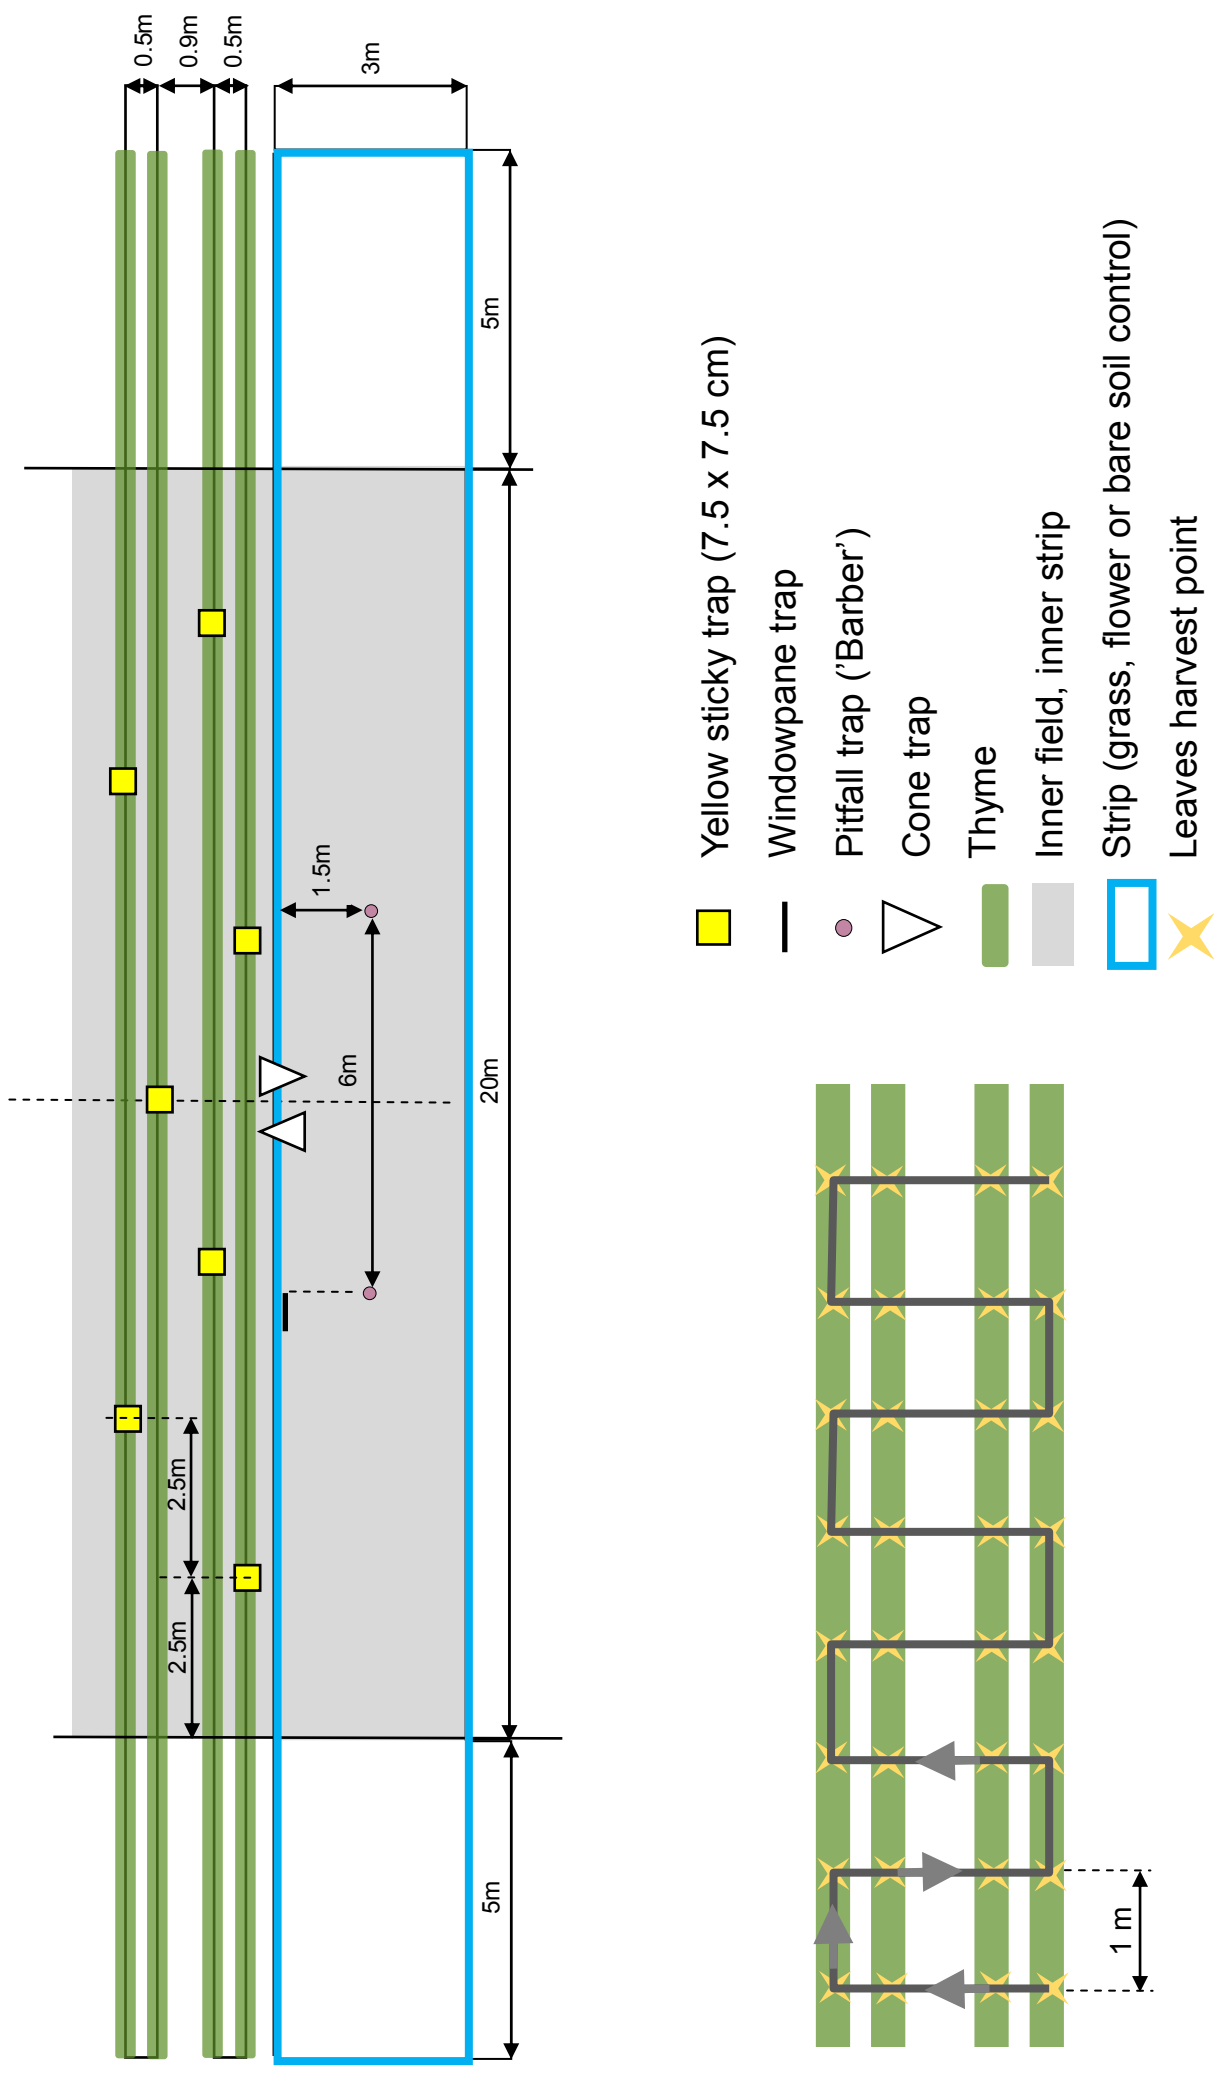 0.5m
0.9m
0.5m
3m
5m
1.5m
6m
20m
2.5m
2.5m
5m
Yellow sticky trap (7.5 x 7.5 cm)
Windowpane trap
Pitfall trap (’Barber’)
Cone trap
Thyme
Inner field, inner strip
Strip (grass, flower or bare soil control)
Leaves harvest point
1 m